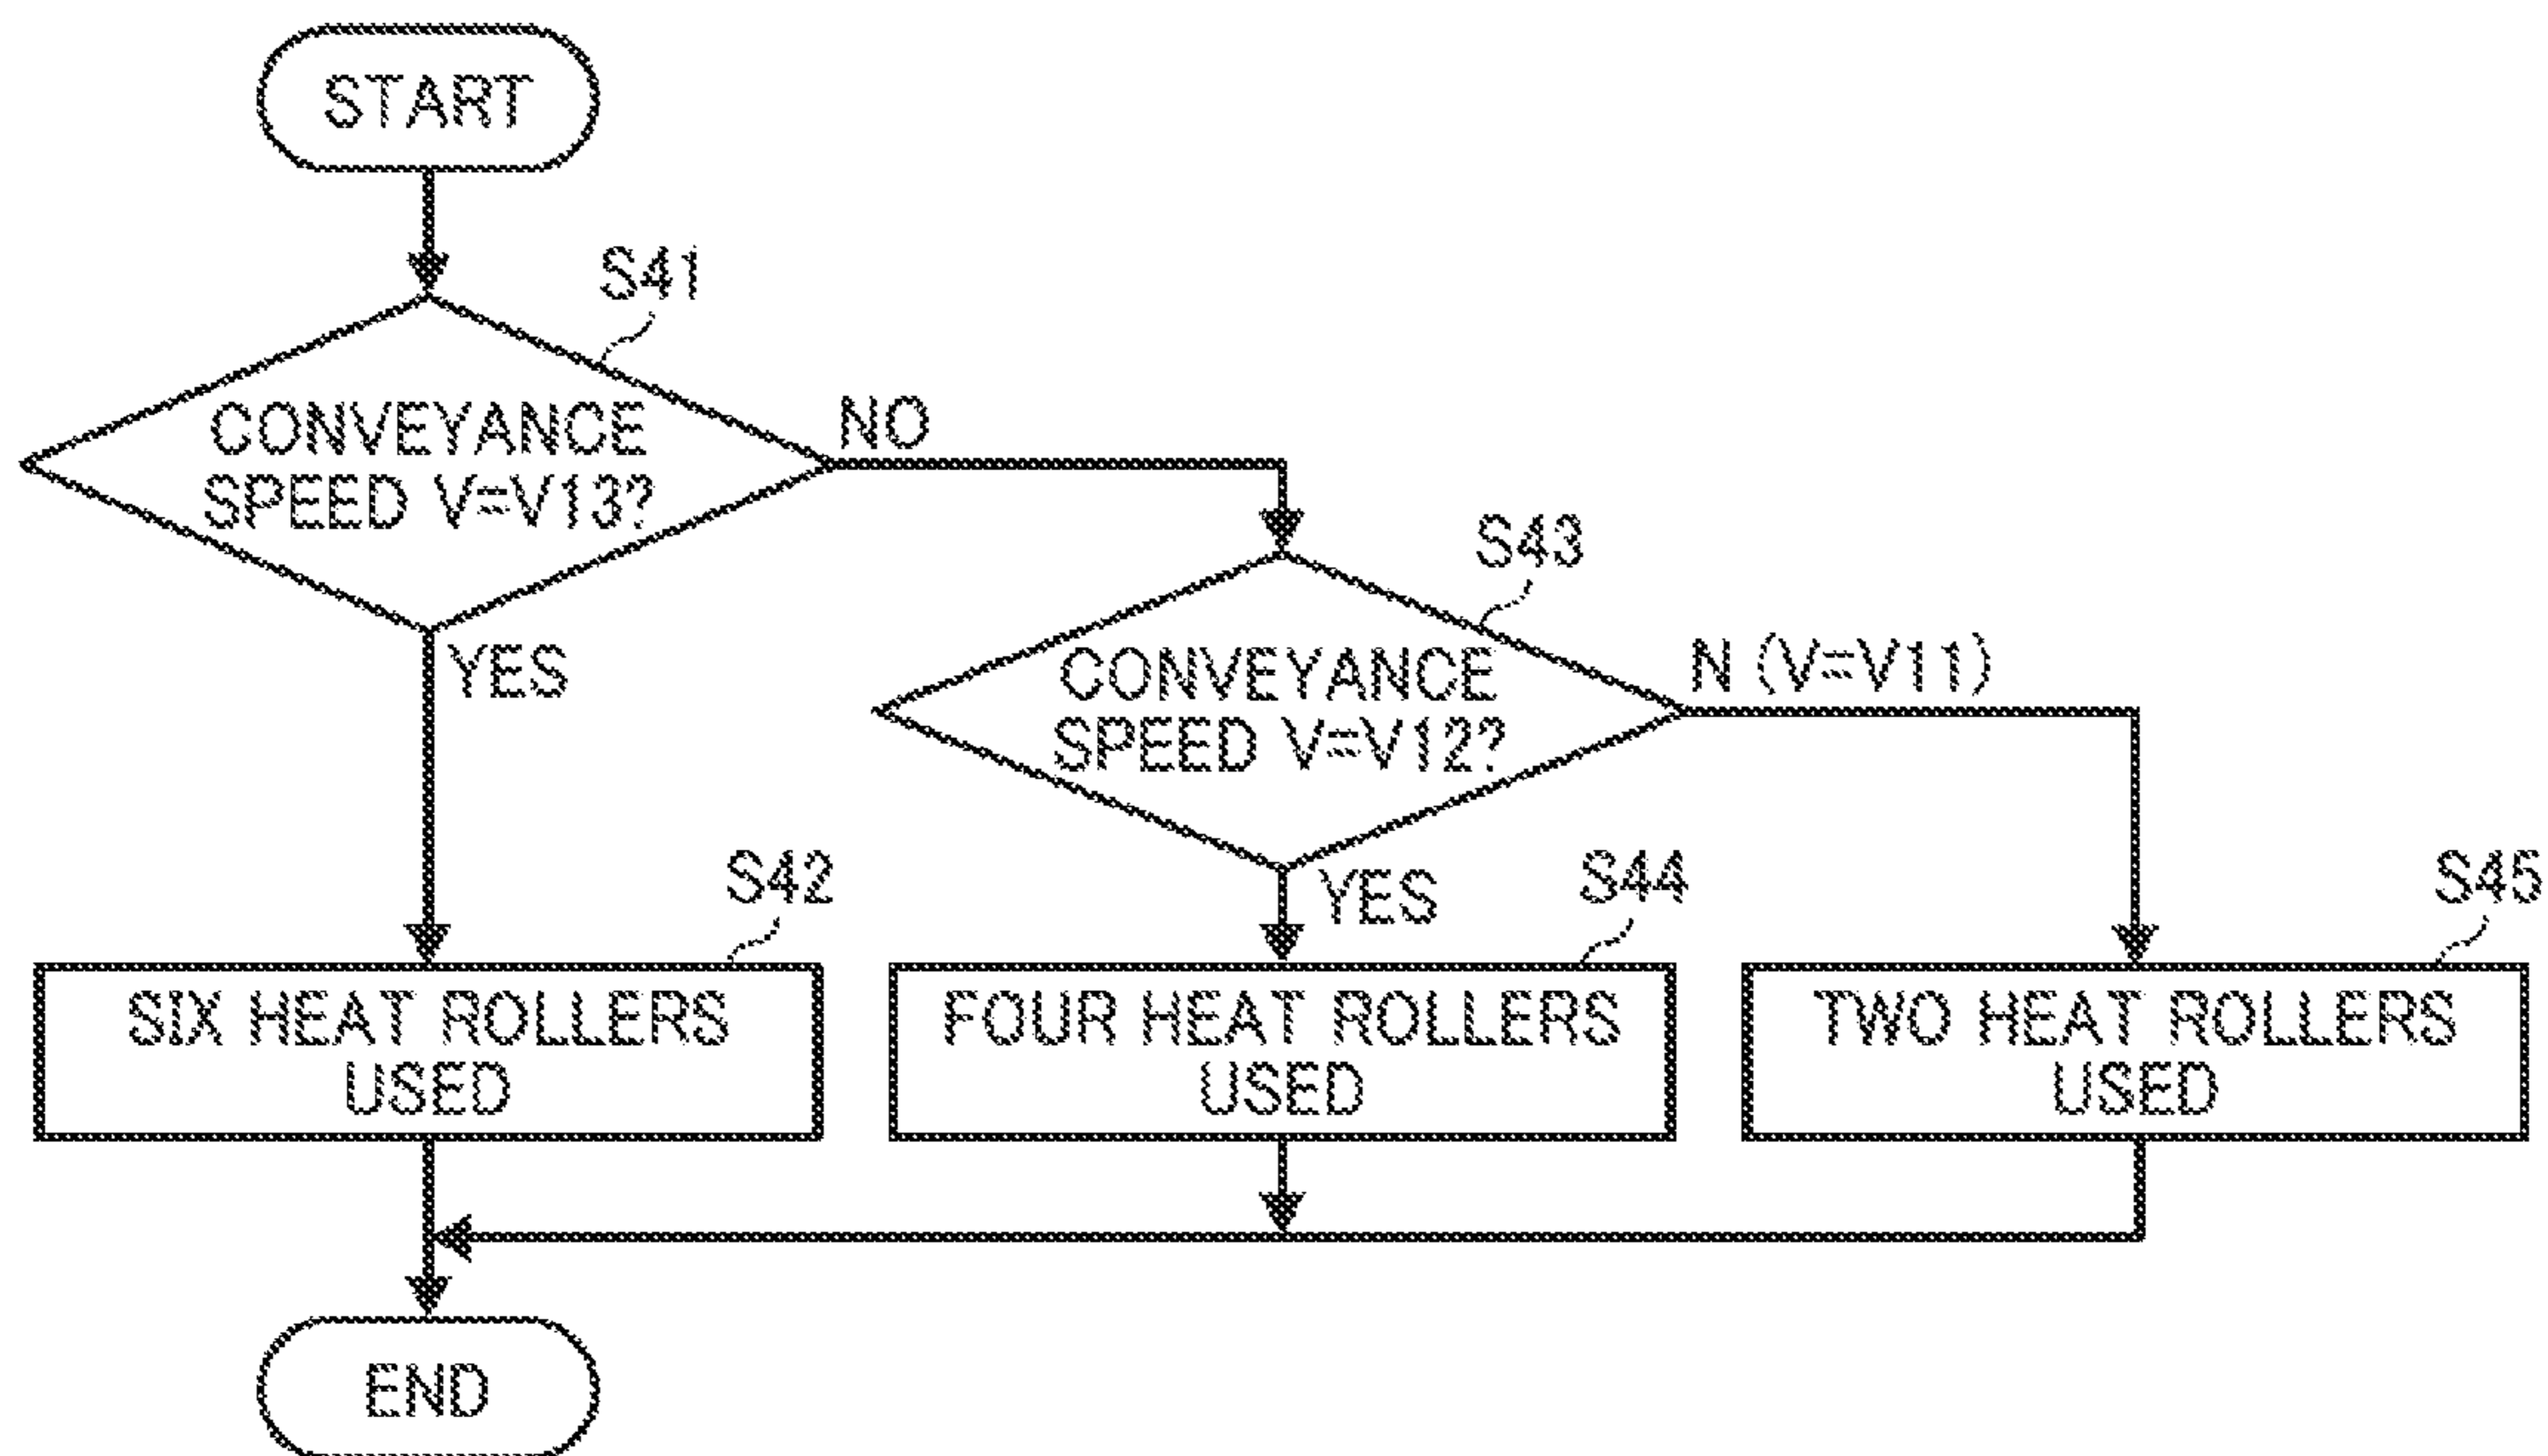 START
S41
CONVEYANCE
SPEED V=V13?
NO
YES
S43
CONVEYANCE
SPEED V=V12?
N (V=V11)
YES
S42
SIX HEAT ROLLERS
USED
S44
FOUR HEAT ROLLERS
USED
S45
TWO HEAT ROLLERS
USED
END